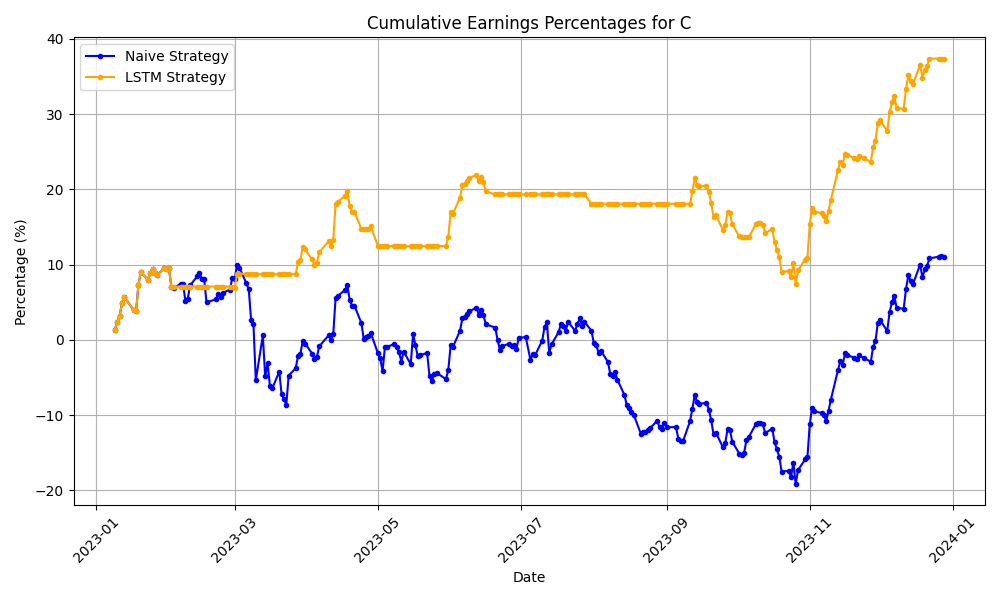 Cumulative Earnings Percentages for C
Naive Strategy
LSTM Strategy
Percentage (%)
40
30
20
10
0
−10
−20
2023-01
2023-03
2023-05
2023-07
2023-09
2023-11
2024-01
Date